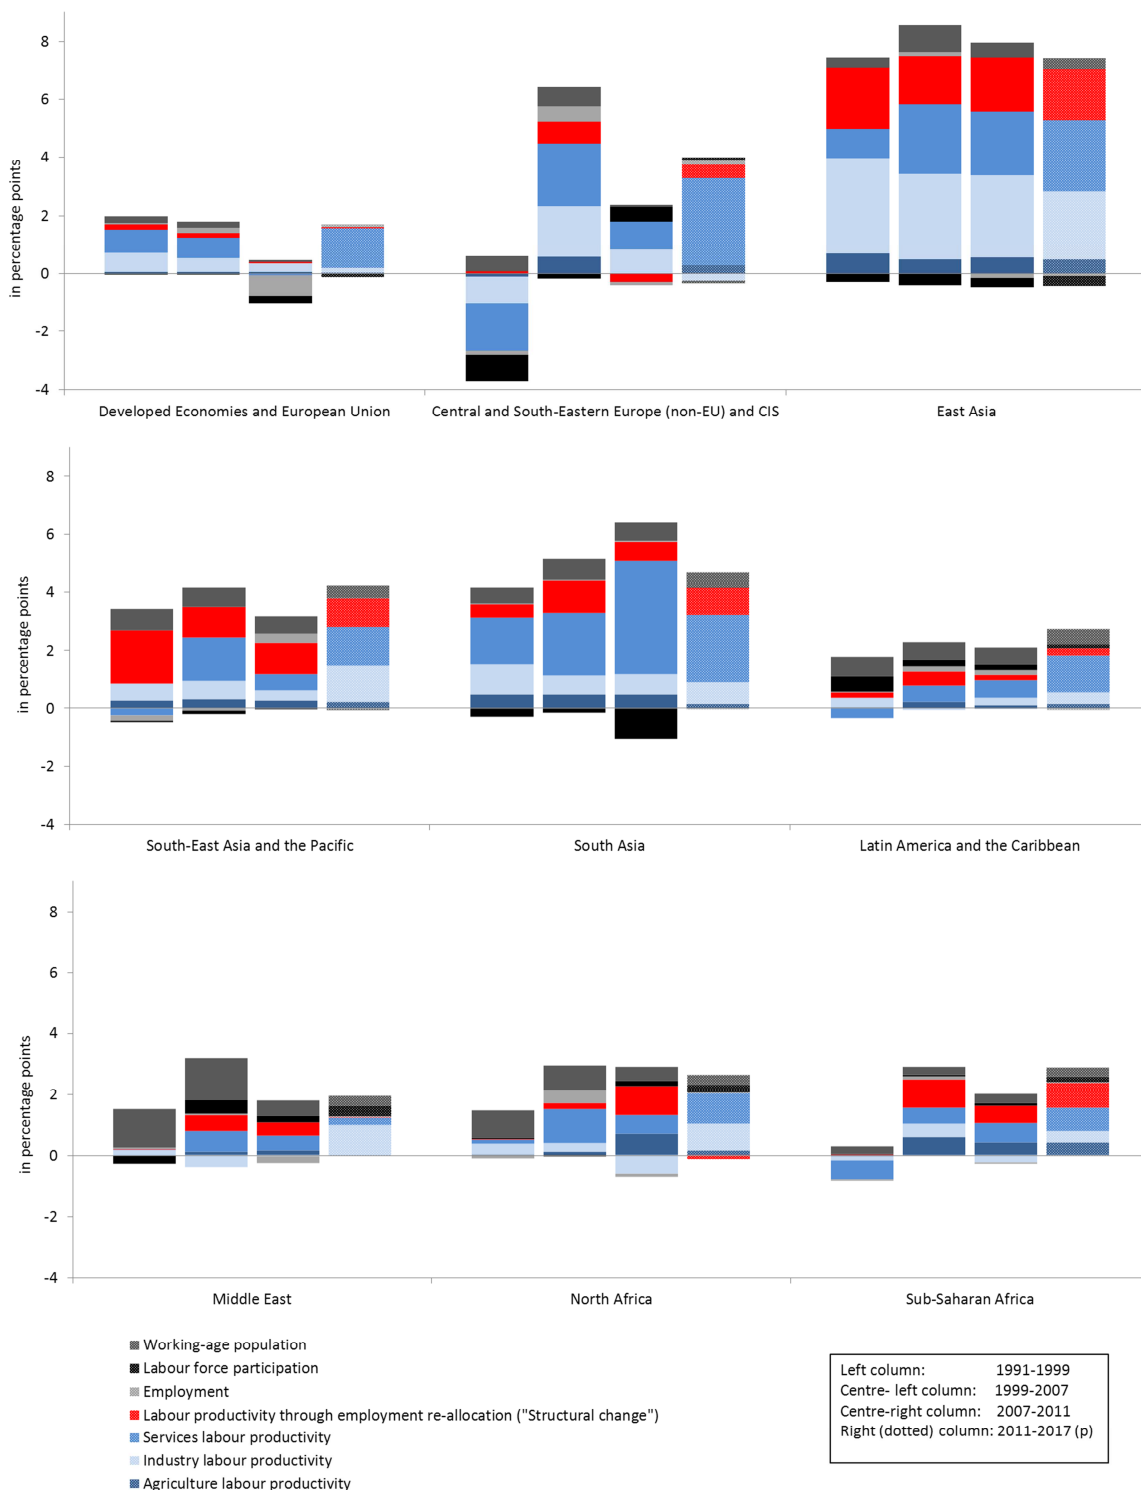 8
6
4
2
0
-2
-4
in percentage points
Developed Economies and European Union
Central and South-Eastern Europe (non-EU) and CIS
East Asia
8
6
4
2
0
-2
-4
in percentage points
South-East Asia and the Pacific
South Asia
Latin America and the Caribbean
8
6
4
2
0
-2
-4
in percentage points
Middle East
North Africa
Sub-Saharan Africa
Working-age population
Labour force participation
Employment
Labour productivity through employment re-allocation ("Structural change")
Services labour productivity
Industry labour productivity
Agriculture labour productivity
Left column: 1991-1999
Centre- left column: 1999-2007
Centre-right column: 2007-2011
Right (dotted) column: 2011-2017 (p)